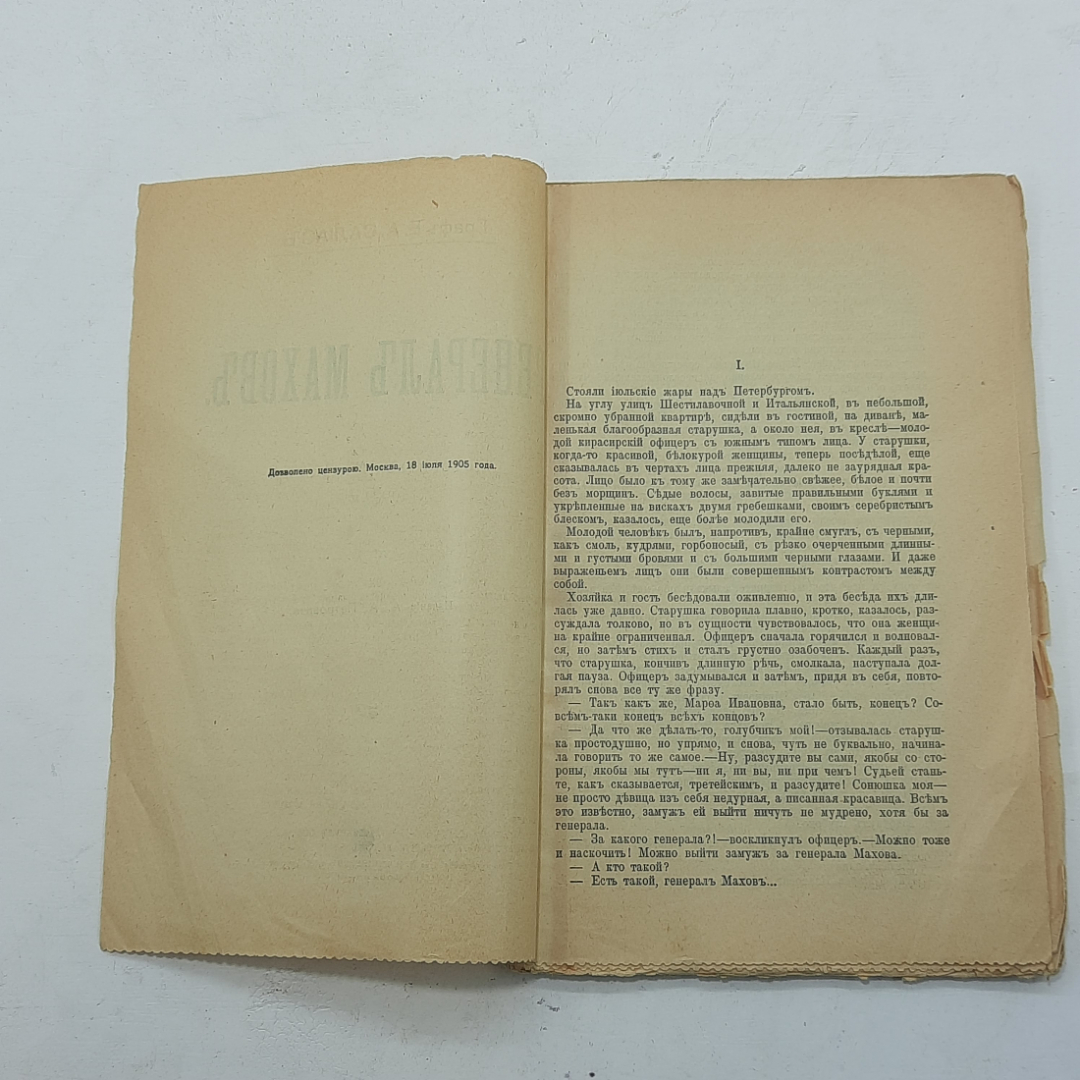 Дозволено цензурою. Москва, 18 іюля 1905 года.
I.
Стояли іюльскіе жары надъ Петербургомъ.
На углу улицъ Шестилавочной и Итальянской, въ небольшой,
скромно убранной квартирѣ, сидѣли въ гостиной, на диванѣ, ма-
ленькая благообразная старушка, а около нея, въ креслѣ—моло-
дой кирасирскій офицеръ съ южнымъ типомъ лица. У старушки,
когда-то красивой, бѣлокурой женщины, теперь посѣдѣлой, еще
сказывалась въ чертахъ лица прежняя, далеко не заурядная кра-
сота. Лицо было къ тому же замѣчательно свѣжее, бѣлое и почти
безъ морщинъ. Сѣдые волосы, завитые правильными буклями и
укрѣпленные на вискахъ двумя гребешками, своимъ серебристымъ
блескомъ, казалось, еще болѣе молодили его.
Молодой человѣкъ былъ, напротивъ, крайне смуглъ, съ черными,
какъ смоль, кудрями, горбоносый, съ рѣзко очерченными длинны-
ми и густыми бровями и съ большими черными глазами. И даже
выраженьемъ лицъ они были совершеннымъ контрастомъ между
собой.
Хозяйка и гость бесѣдовали оживленно, и эта бесѣда ихъ дли-
лась уже давно. Старушка говорила плавно, кротко, казалось, раз-
суждала толково, но въ сущности чувствовалось, что она женщи-
на крайне ограниченная. Офицеръ сначала горячился и волновал-
ся, но затѣмъ стихъ и сталъ грустно озабоченъ. Каждый разъ,
что старушка, кончивъ длинную рѣчь, смолкала, наступала дол-
гая пауза. Офицеръ задумывался и затѣмъ, придя въ себя, повто-
рялъ снова все ту же фразу.
— Такъ какъ же, Марѳа Ивановна, стало быть, конецъ? Со-
всѣмъ-таки конецъ всѣхъ концовъ?
— Да что же дѣлать-то, голубчикъ мой!—отзывалась старуш-
ка простодушно, но упрямо, и снова, чуть не буквально, начина-
ла говорить то же самое.—Ну, разсудите вы сами, якобы со сто-
роны, якобы мы тутъ—ни я, ни вы, ни при чемъ! Судьей стань-
те, какъ сказывается, третейскимъ, и разсудите! Сонюшка моя—
не просто дѣвица изъ себя недурная, а писанная красавица. Всѣмъ
это извѣстно, замужъ ей выйти ничуть не мудрено, хотя бы за
генерала.
— За какого генерала?!—воскликнулъ офицеръ.—Можно тоже
и наскочить! Можно выйти замужъ за генерала Махова.
— А кто такой?
— Есть такой, генералъ Маховъ...